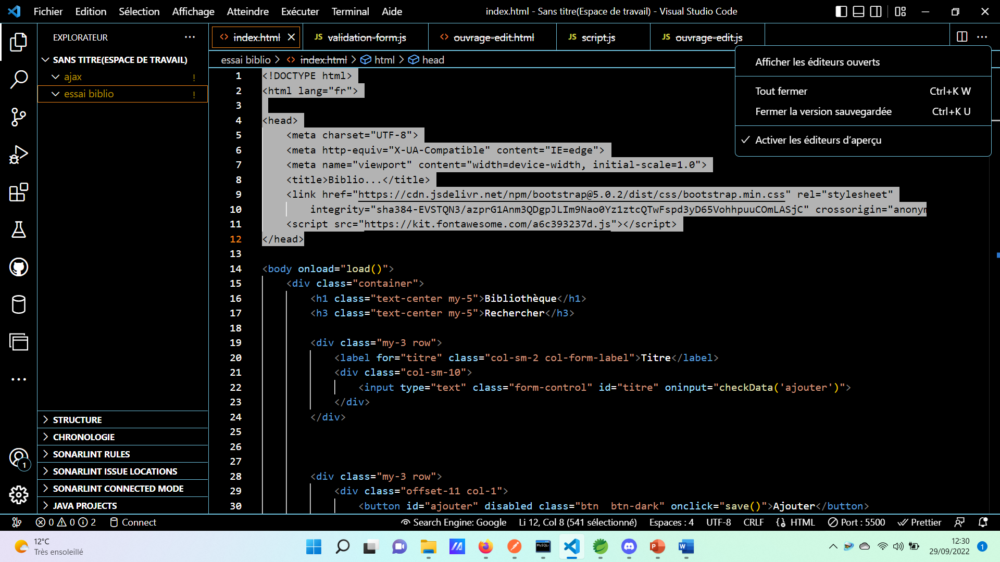 Fichier Edition Sélection Affichage Atteindre Exécuter Terminal Aide
index.html - Sans titre(Espace de travail) - Visual Studio Code
EXPLORATEUR
SANS TITRE(ESPACE DE TRAVAIL)
ajax !
essai biblio !
STRUCTURE
CHRONOLOGIE
SONARLINT RULES
SONARLINT ISSUE LOCATIONS
SONARLINT CONNECTED MODE
JAVA PROJECTS
1
<> index.html JS validation-form.js <> ouvrage-edit.html JS script.js JS ouvrage-edit.js
essai biblio > <> index.html > html > head
Afficher les éditeurs ouverts
Tout fermer Ctrl+K W
Fermer la version sauvegardée Ctrl+K U
Activer les éditeurs d'aperçu
1 <!DOCTYPE html>
2 <html lang="fr">
3
4 <head>
5 <meta charset="UTF-8">
6 <meta http-equiv="X-UA-Compatible" content="IE=edge">
7 <meta name="viewport" content="width=device-width, initial-scale=1.0">
8 <title>Biblio...</title>
9 <link href="https://cdn.jsdelivr.net/npm/bootstrap@5.0.2/dist/css/bootstrap.min.css" rel="stylesheet"
10 integrity="sha384-EVSTQN3/azprG1Anm3QDgpJLIm9Nao0Yz1ztcQTwFspd3yD65VohhpuuCOmLASjC" crossorigin="anonym
11 <script src="https://kit.fontawesome.com/a6c393237d.js"></script>
12 </head>
13
14 <body onload="load()">
15 <div class="container">
16 <h1 class="text-center my-5">Bibliothèque</h1>
17 <h3 class="text-center my-5">Rechercher</h3>
18
19 <div class="my-3 row">
20 <label for="titre" class="col-sm-2 col-form-label">Titre</label>
21 <div class="col-sm-10">
22 <input type="text" class="form-control" id="titre" oninput="checkData('ajouter')">
23 </div>
24 </div>
25
26
27
28 <div class="my-3 row">
29 <div class="offset-11 col-1">
30 <button id="ajouter" disabled class="btn  btn-dark" onclick="save()">Ajouter</button>
0 0 2 Connect
Search Engine: Google Li 12, Col 8 (541 sélectionné) Espaces : 4 UTF-8 CRLF HTML Port : 5500 Prettier
12°C
Très ensoleillé
MySQL
P
W
12:30
29/09/2022
1